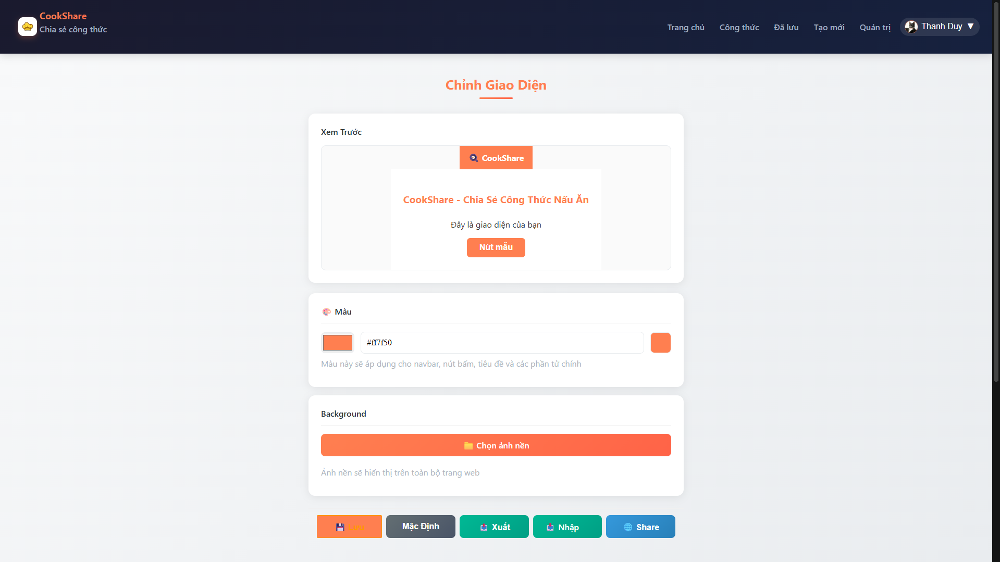 CookShare
Chia sẻ công thức
Trang chủ
Công thức
Đã lưu
Tạo mới
Quản trị
Thanh Duy ▼
Chỉnh Giao Diện
Xem Trước
CookShare
CookShare - Chia Sẻ Công Thức Nấu Ăn
Đây là giao diện của bạn
Nút mẫu
Màu
#ff7f50
Màu này sẽ áp dụng cho navbar, nút bấm, tiêu đề và các phần tử chính
Background
Chọn ảnh nền
Ảnh nền sẽ hiển thị trên toàn bộ trang web
Lưu
Mặc Định
Xuất
Nhập
Share